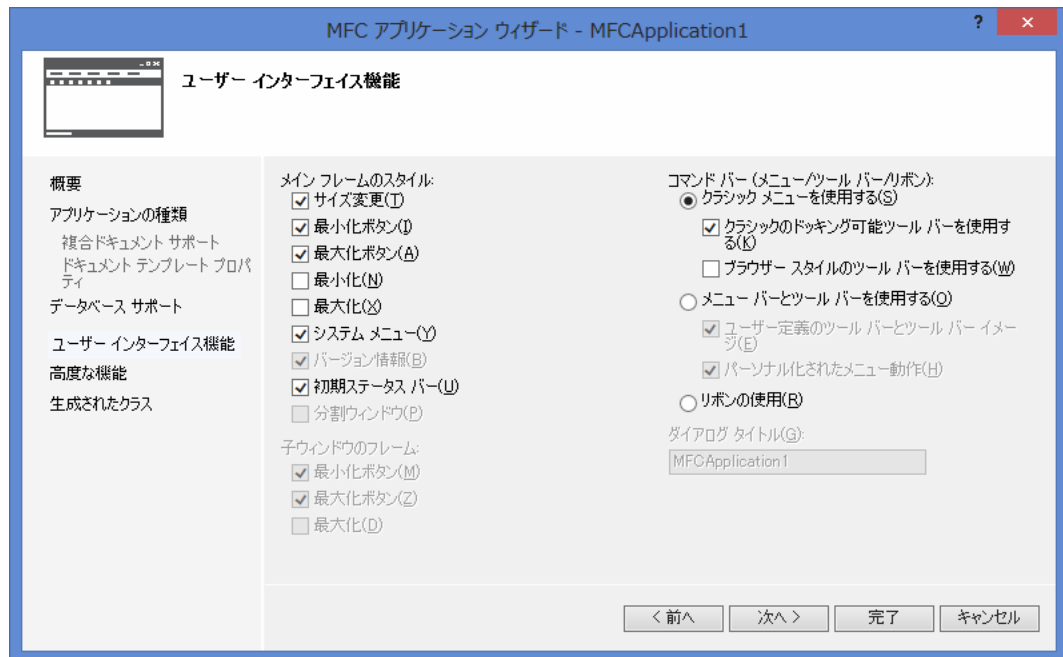 MFC アプリケーション ウィザード - MFCApplication1
?
×
ユーザー インターフェイス機能
概要
アプリケーションの種類
複合ドキュメント サポート
ドキュメント テンプレート プロパ
ティ
データベース サポート
ユーザー インターフェイス機能
高度な機能
生成されたクラス
メイン フレームのスタイル:
サイズ変更(T)
最小化ボタン(I)
最大化ボタン(A)
最小化(N)
最大化(X)
システム メニュー(Y)
バージョン情報(B)
初期ステータス バー(U)
分割ウィンドウ(P)
子ウィンドウのフレーム:
最小化ボタン(M)
最大化ボタン(Z)
最大化(D)
コマンド バー (メニュー/ツール バー/リボン):
クラシック メニューを使用する(S)
クラシックのドッキング可能ツール バーを使用す
る(K)
ブラウザー スタイルのツール バーを使用する(W)
メニュー バーとツール バーを使用する(O)
ユーザー定義のツール バーとツール バー イメー
ジ(E)
パーソナル化されたメニュー動作(H)
リボンの使用(R)
ダイアログ タイトル(G):
MFCApplication1
< 前へ
次へ >
完了
キャンセル